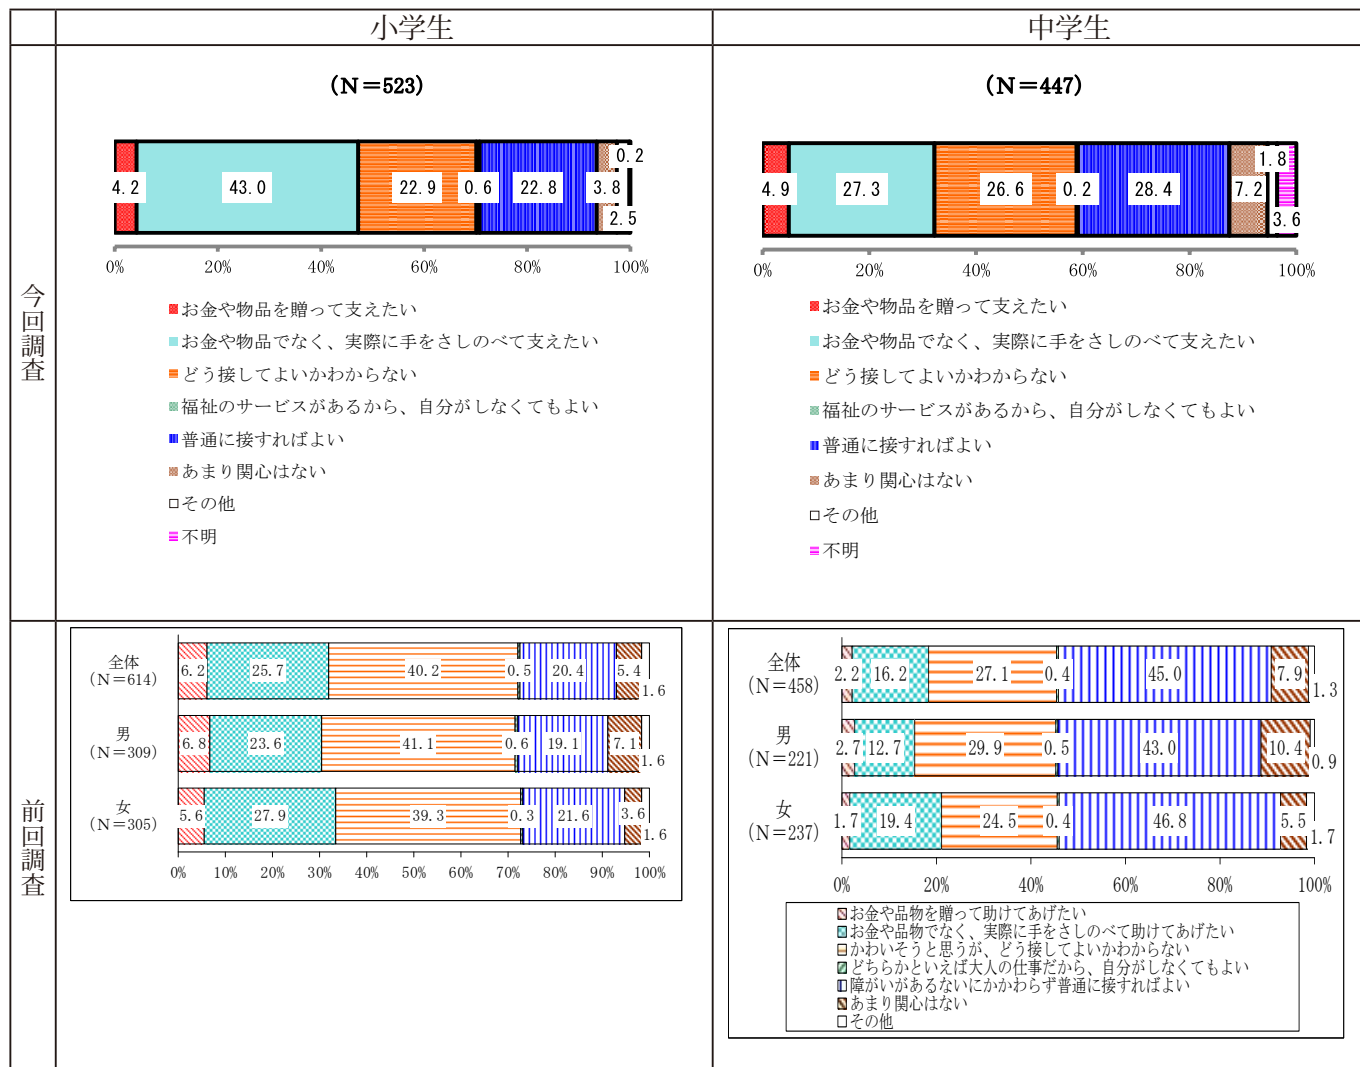 小学生
中学生
今回調査
(N＝523)
4.2 43.0 22.9 0.6 22.8 3.8 0.2 2.5
0% 20% 40% 60% 80% 100%
お金や物品を贈って支えたい
お金や物品でなく、実際に手をさしのべて支えたい
どう接してよいかわからない
福祉のサービスがあるから、自分がしなくてもよい
普通に接すればよい
あまり関心はない
その他
不明
(N＝447)
4.9 27.3 26.6 0.2 28.4 7.2 1.8 3.6
0% 20% 40% 60% 80% 100%
お金や物品を贈って支えたい
お金や物品でなく、実際に手をさしのべて支えたい
どう接してよいかわからない
福祉のサービスがあるから、自分がしなくてもよい
普通に接すればよい
あまり関心はない
その他
不明
前回調査
全体
(N＝614)
6.2 25.7 40.2 0.5 20.4 5.4 1.6
男
(N＝309)
6.8 23.6 41.1 0.6 19.1 7.1 1.6
女
(N＝305)
5.6 27.9 39.3 0.3 21.6 3.6 1.6
0% 10% 20% 30% 40% 50% 60% 70% 80% 90% 100%
全体
(N＝458)
2.2 16.2 27.1 0.4 45.0 7.9 1.3
男
(N＝221)
2.7 12.7 29.9 0.5 43.0 10.4 0.9
女
(N＝237)
1.7 19.4 24.5 0.4 46.8 5.5 1.7
0% 20% 40% 60% 80% 100%
お金や品物を贈って助けてあげたい
お金や品物でなく、実際に手をさしのべて助けてあげたい
かわいそうと思うが、どう接してよいかわからない
どちらかといえば大人の仕事だから、自分がしなくてもよい
障がいがあるないにかかわらず普通に接すればよい
あまり関心はない
その他